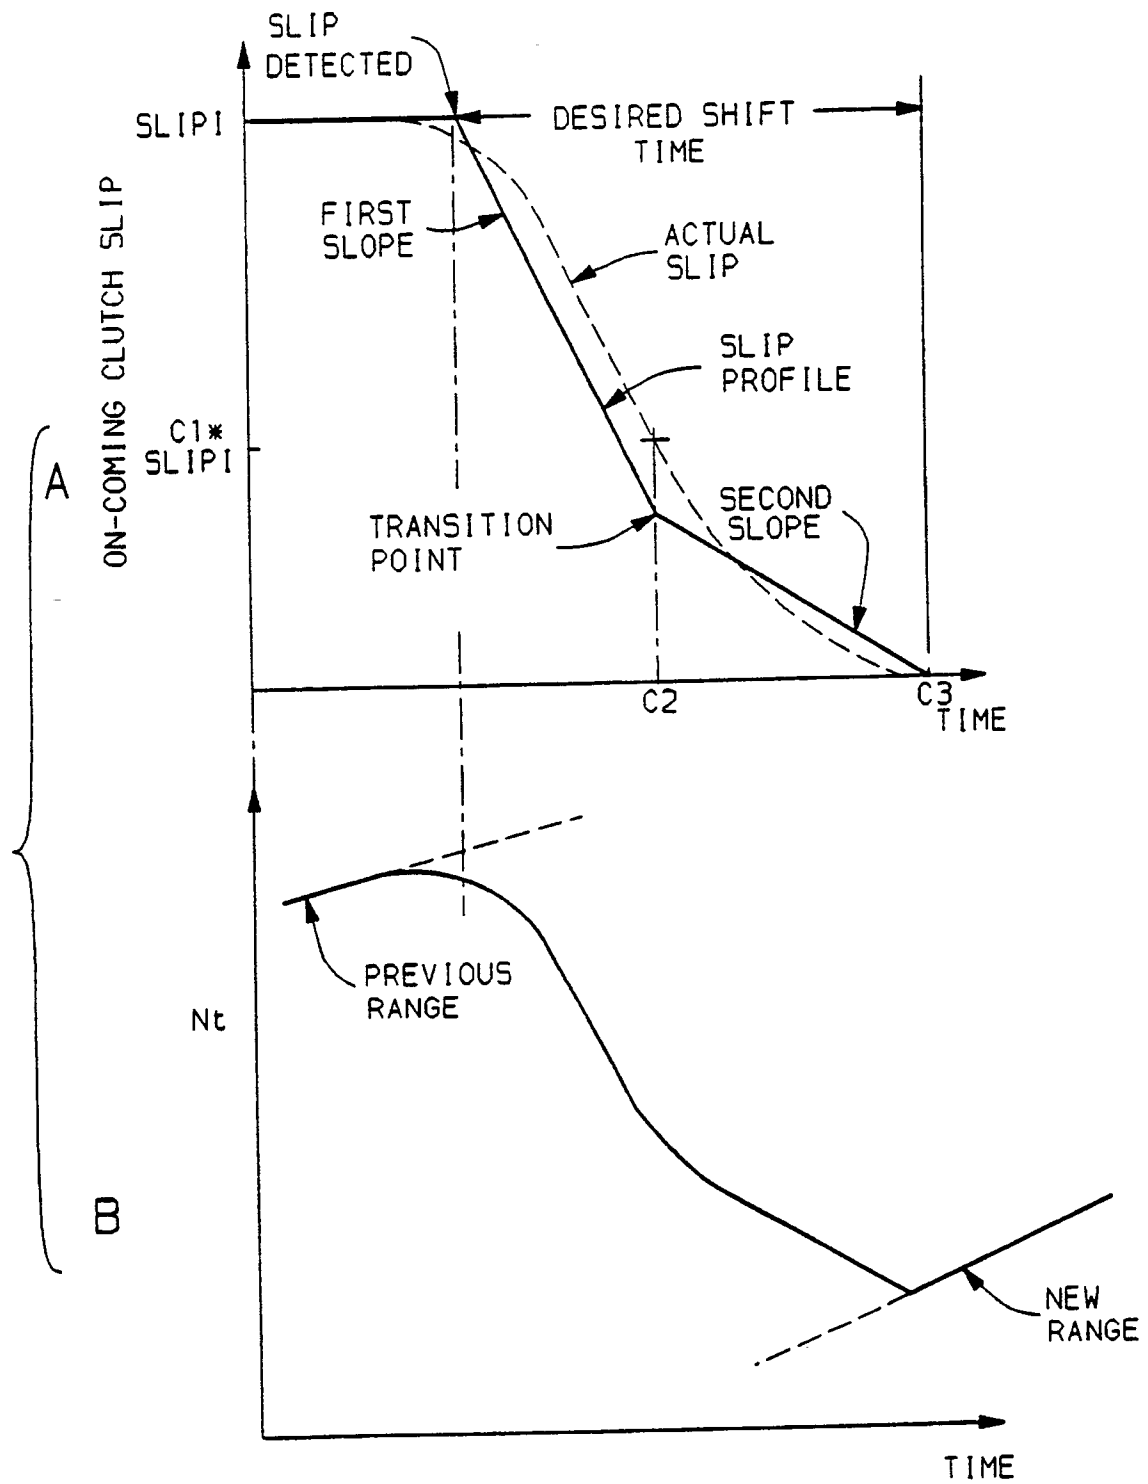 SLIP
DETECTED
SLIPI
DESIRED SHIFT
TIME
FIRST
SLOPE
ACTUAL
SLIP
SLIP
PROFILE
ON-COMING CLUTCH SLIP
C1*
SLIPI
A
TRANSITION
POINT
SECOND
SLOPE
C2
C3
TIME
PREVIOUS
RANGE
Nt
B
NEW
RANGE
TIME